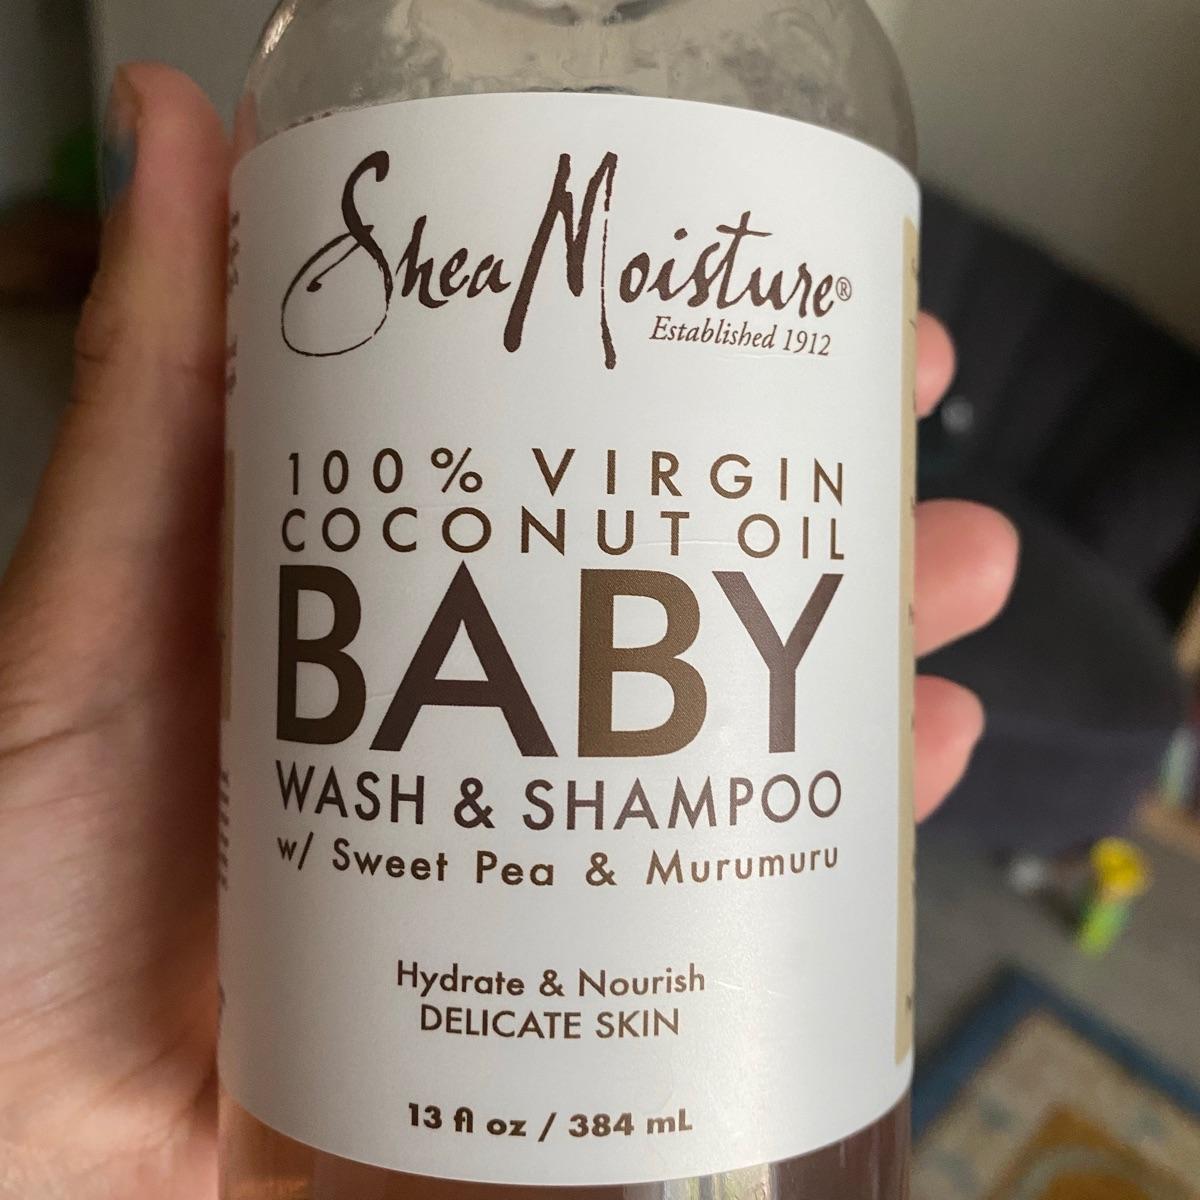 SheaMoisture®
Established 1912
100% VIRGIN
COCONUT OIL
BABY
WASH & SHAMPOO
w/ Sweet Pea & Murumuru
Hydrate & Nourish
DELICATE SKIN
13 fl oz / 384 mL